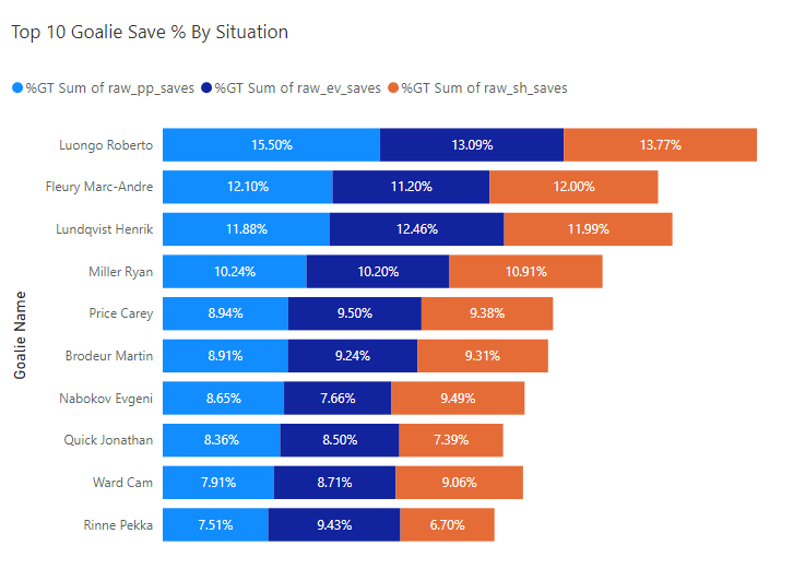 Top 10 Goalie Save % By Situation
%GT Sum of raw_pp_saves %GT Sum of raw_ev_saves %GT Sum of raw_sh_saves
Goalie Name
Luongo Roberto 15.50% 13.09% 13.77%
Fleury Marc-Andre 12.10% 11.20% 12.00%
Lundqvist Henrik 11.88% 12.46% 11.99%
Miller Ryan 10.24% 10.20% 10.91%
Price Carey 8.94% 9.50% 9.38%
Brodeur Martin 8.91% 9.24% 9.31%
Nabokov Evgeni 8.65% 7.66% 9.49%
Quick Jonathan 8.36% 8.50% 7.39%
Ward Cam 7.91% 8.71% 9.06%
Rinne Pekka 7.51% 9.43% 6.70%